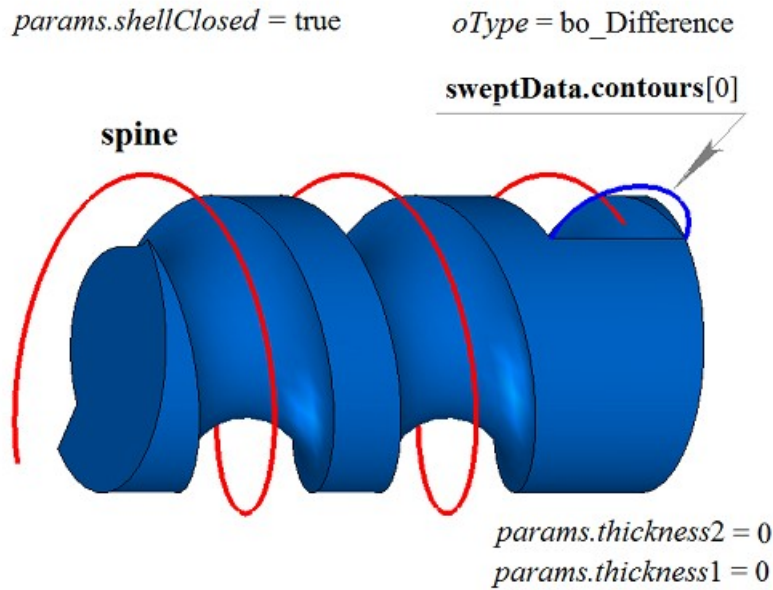 params.shellClosed = true
oType = bo_Difference
sweptData.contours[0]
spine
params.thickness2 = 0
params.thickness1 = 0